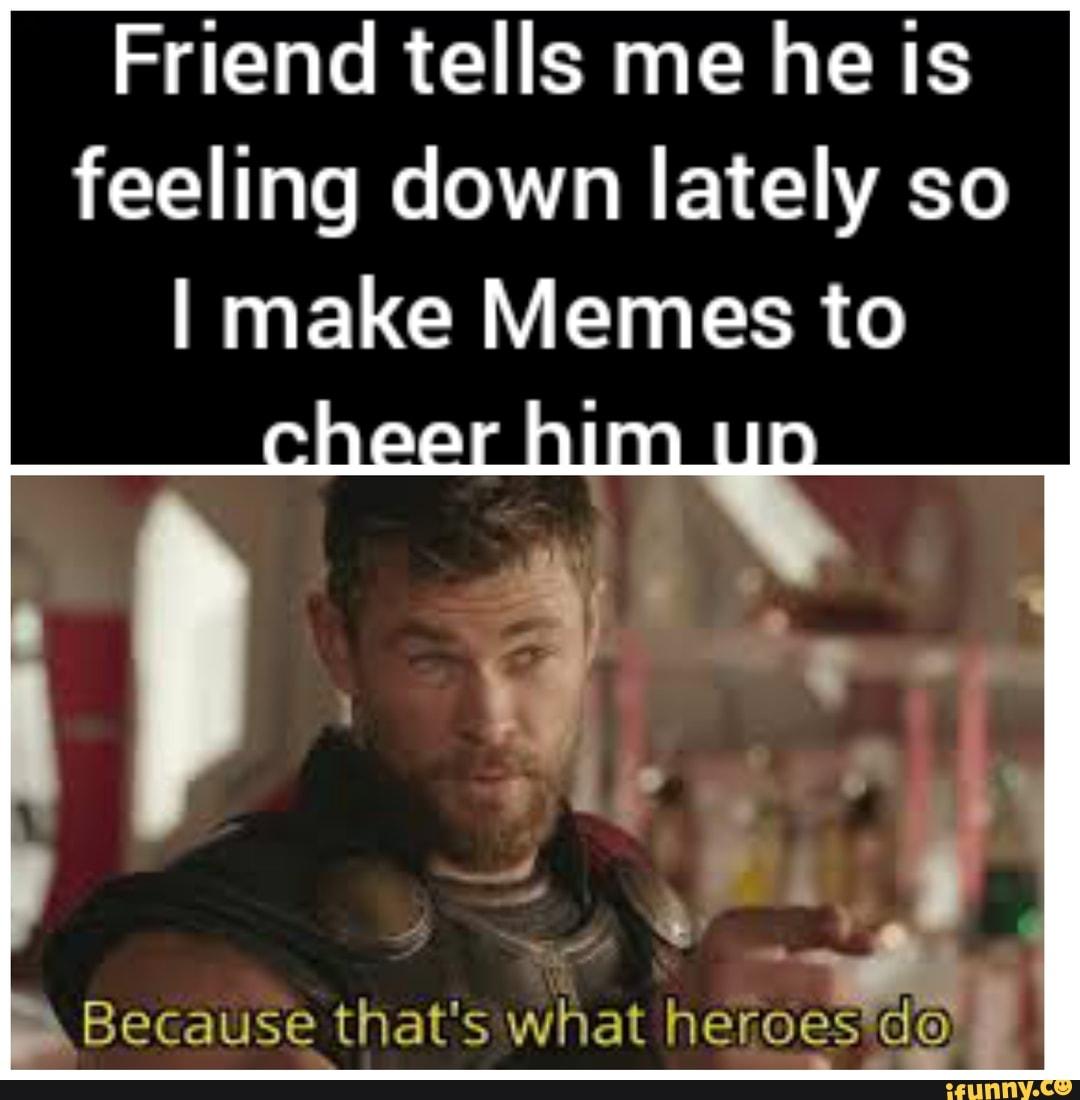 Friend tells me he is
feeling down lately so
I make Memes to
cheer him up
Because that's what heroes do
ifunny.co